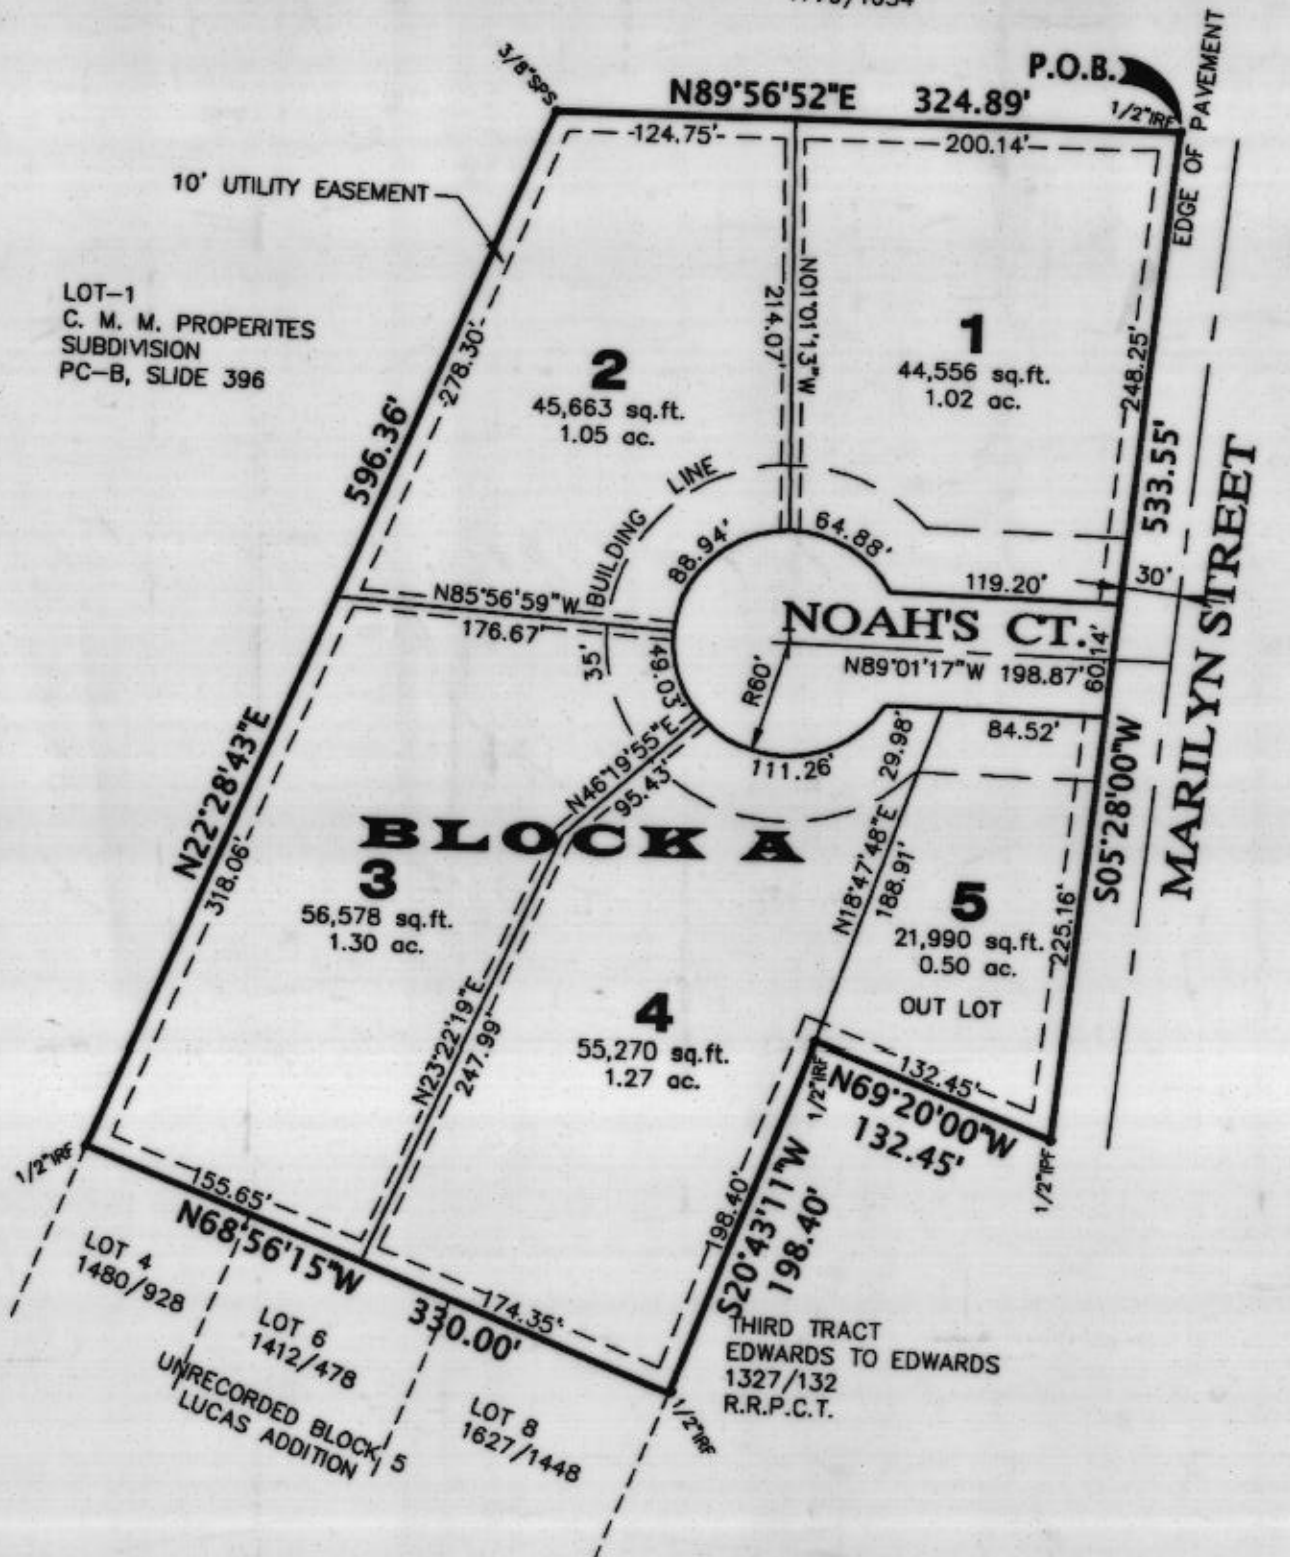 3/8"SPS
N89°56'52"E 324.89'
P.O.B.
1/2"IRF
EDGE OF PAVEMENT
124.75'
200.14'
10' UTILITY EASEMENT
LOT-1
C. M. M. PROPERITES
SUBDIVISION
PC-B, SLIDE 396
278.30'
596.36'
N22°28'43"E
2
45,663 sq.ft.
1.05 ac.
214.07'
N01°01'13"W
1
44,556 sq.ft.
1.02 ac.
248.25'
533.55'
S05°28'00"W
MARILYN STREET
30'
BUILDING LINE
88.94'
64.88'
119.20'
N85°56'59"W
176.67'
35'
49.03'
NOAH'S CT.
N89°01'17"W 198.87'
60.14'
R60'
111.26'
29.98'
84.52'
N46°19'55"E
95.43'
BLOCK A
3
56,578 sq.ft.
1.30 ac.
318.06'
N23°22'19"E
247.99'
4
55,270 sq.ft.
1.27 ac.
N18°47'48"E
188.91'
5
21,990 sq.ft.
0.50 ac.
OUT LOT
225.16'
132.45'
N69°20'00"W
132.45'
1/2"IRF
1/2"IPF
198.40'
S20°43'11"W
198.40'
1/2"IRF
155.65'
N68°56'15"W 330.00'
174.35'
1/2"IRF
LOT 4
1480/928
LOT 6
1412/478
UNRECORDED BLOCK 5
LUCAS ADDITION
LOT 8
1627/1448
THIRD TRACT
EDWARDS TO EDWARDS
1327/132
R.R.P.C.T.